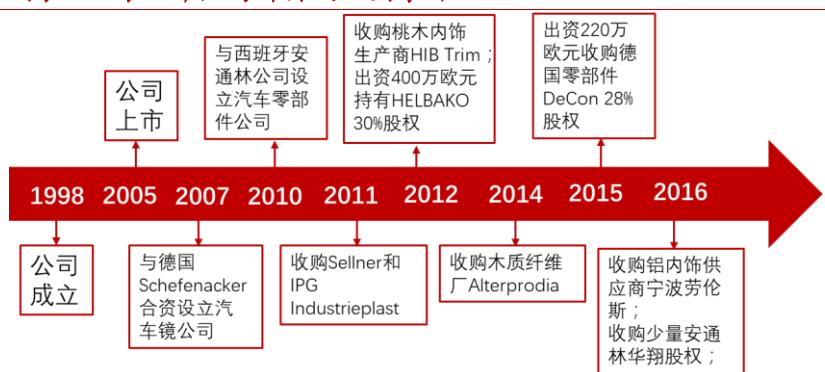 公司
上市
与西班牙安
通林公司设
立汽车零部
件公司
收购桃木内饰
生产商HIB Trim；
出资400万欧元
持有HELBAKO
30%股权
出资220万
欧元收购德
国零部件
DeCon 28%
股权
1998 2005 2007 2010 2011 2012 2014 2015 2016
公司
成立
与德国
Schefenacker
合资设立汽
车镜公司
收购Sellner和
IPG
Industrieplast
收购木质纤维
厂Alterprodia
收购铝内饰供
应商宁波劳伦
斯；
收购少量安通
林华翔股权；